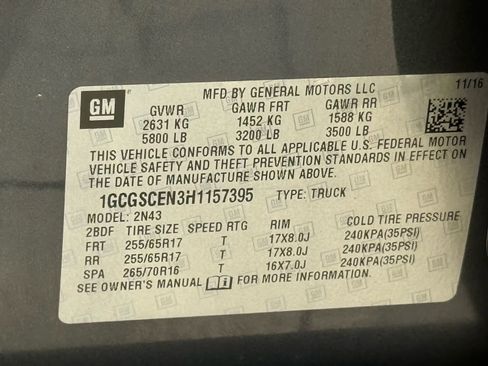 GM
MFD BY GENERAL MOTORS LLC 11/16
GVWR GAWR FRT GAWR RR
2631 KG 1452 KG 1588 KG
5800 LB 3200 LB 3500 LB
THIS VEHICLE CONFORMS TO ALL APPLICABLE U.S. FEDERAL MOTOR
VEHICLE SAFETY AND THEFT PREVENTION STANDARDS IN EFFECT ON
THE DATE OF MANUFACTURE SHOWN ABOVE.
1GCGSCEN3H1157395 TYPE: TRUCK
MODEL: 2N43
2BDF TIRE SIZE SPEED RTG RIM COLD TIRE PRESSURE
FRT 255/65R17 T 17X8.0J 240KPA(35PSI)
RR 255/65R17 T 17X8.0J 240KPA(35PSI)
SPA 265/70R16 T 16X7.0J 240KPA(35PSI)
SEE OWNER'S MANUAL FOR MORE INFORMATION.